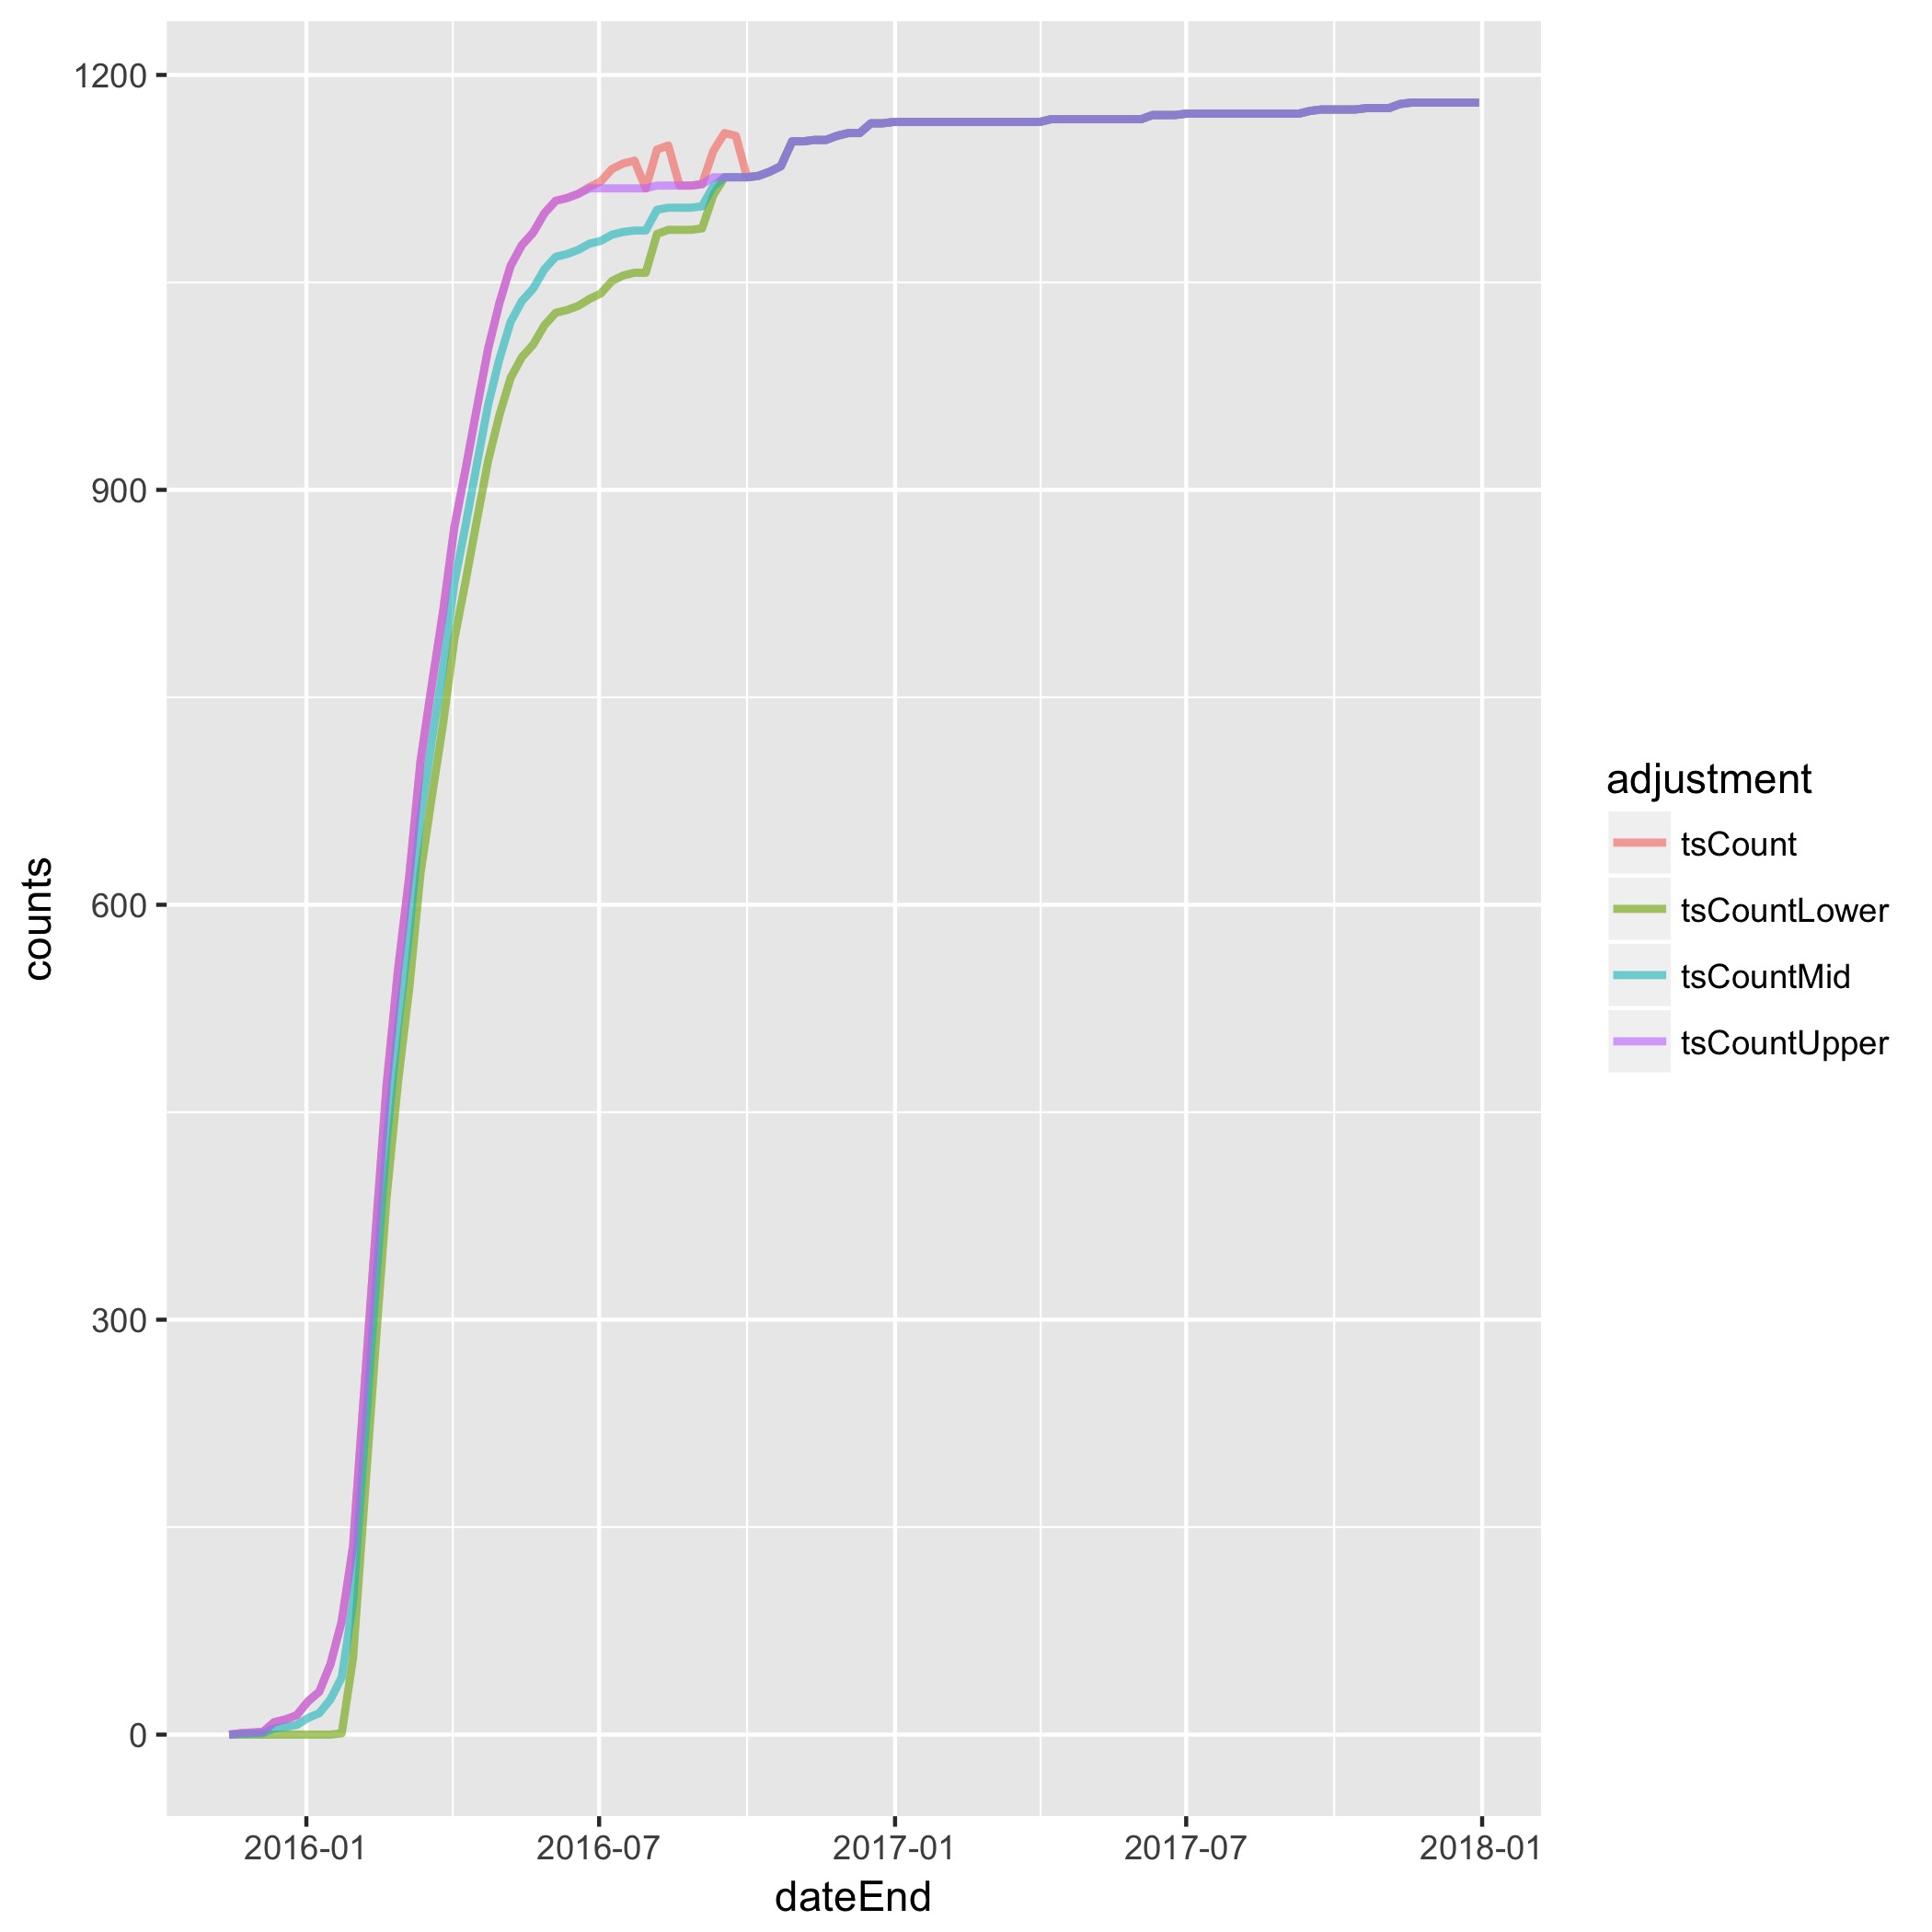 1200
900
600
300
0
counts
2016-01
2016-07
2017-01
2017-07
2018-01
dateEnd
adjustment
tsCount
tsCountLower
tsCountMid
tsCountUpper